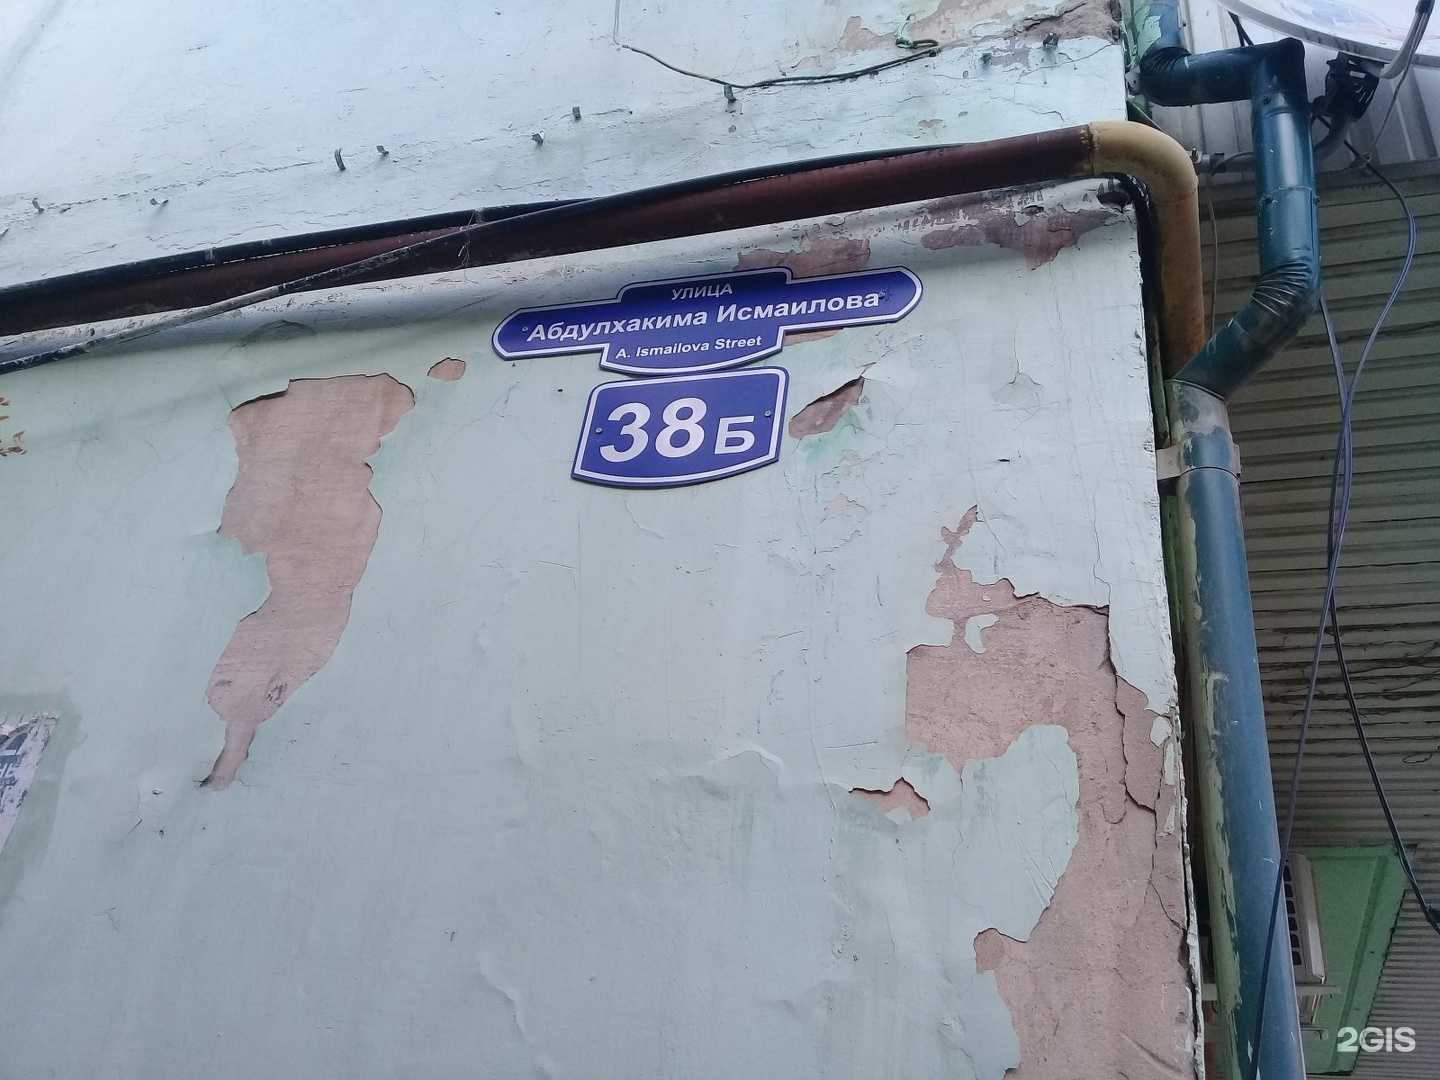 УЛИЦА
Абдулхакима Исмаилова
A. Ismailova Street
38Б
2GIS